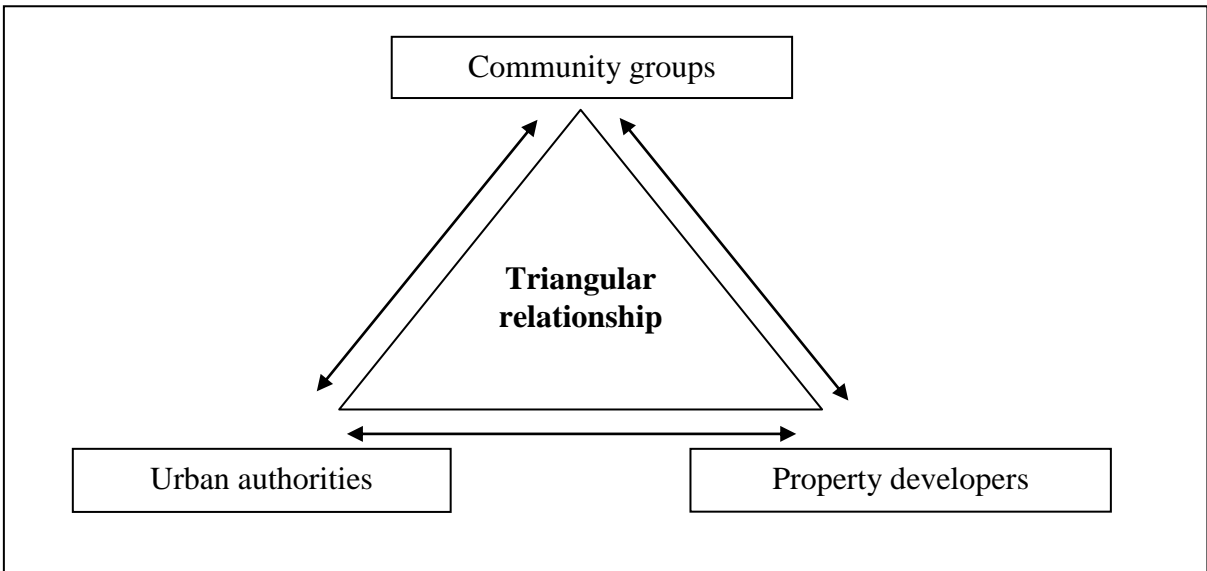 Community groups
Triangular
relationship
Urban authorities
Property developers